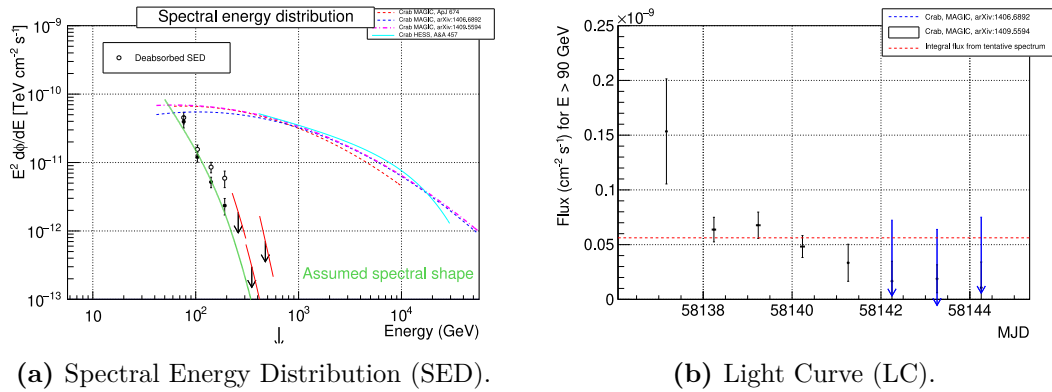 Spectral energy distribution
Crab MAGIC, ApJ 674
Crab MAGIC, arXiv:1406.6892
Crab MAGIC, arXiv:1409.5594
Crab HESS, A&A 457
Deabsorbed SED
E² dϕ/dE [TeV cm⁻² s⁻¹]
10⁻⁹
10⁻¹⁰
10⁻¹¹
10⁻¹²
10⁻¹³
Assumed spectral shape
10 10² 10³ 10⁴
Energy (GeV)
(a) Spectral Energy Distribution (SED).
×10⁻⁹
Crab, MAGIC, arXiv:1406.6892
Crab, MAGIC, arXiv:1409.5594
Integral flux from tentative spectrum
Flux (cm⁻² s⁻¹) for E > 90 GeV
0.25
0.2
0.15
0.1
0.05
0
58138 58140 58142 58144
MJD
(b) Light Curve (LC).